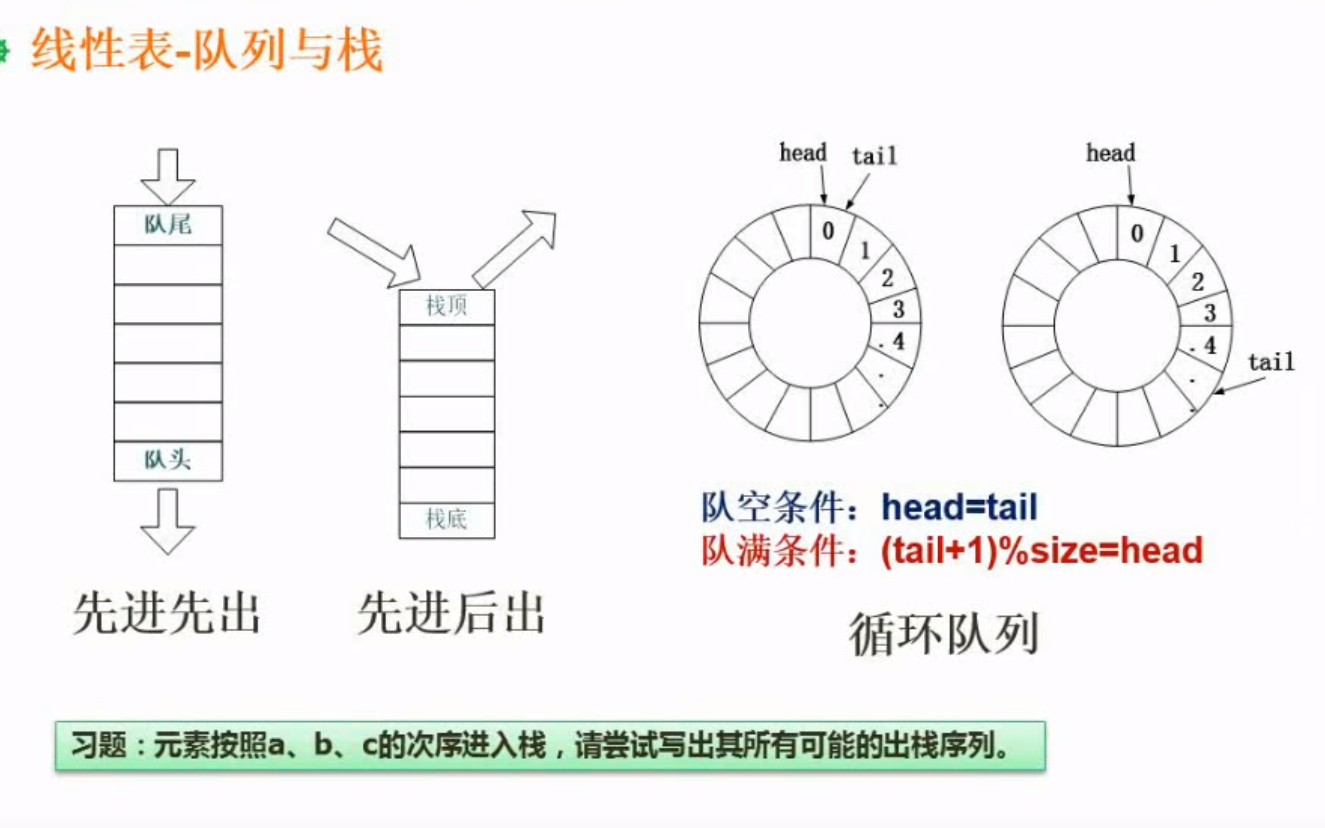 线性表-队列与栈
队尾
队头
先进先出
栈顶
栈底
先进后出
head tail
0
1
2
3
. 4
.
.
head
0
1
2
3
. 4
.
.
tail
队空条件：head=tail
队满条件：(tail+1)%size=head
循环队列
习题：元素按照a、b、c的次序进入栈，请尝试写出其所有可能的出栈序列。